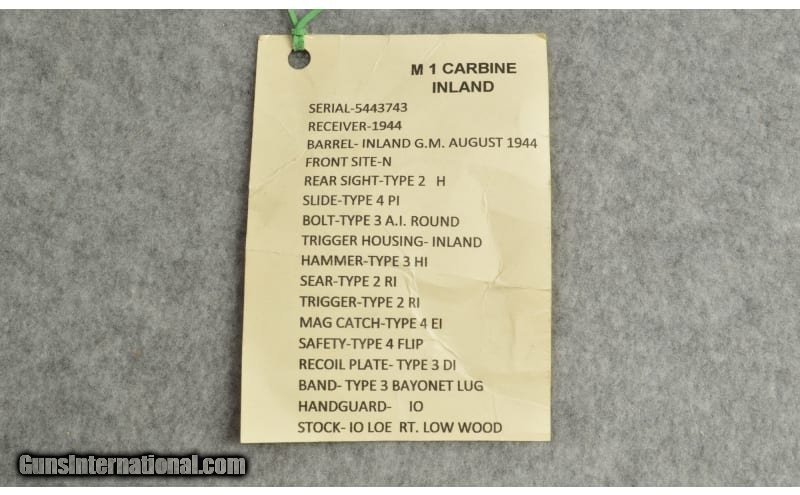 M 1 CARBINE
INLAND
SERIAL-5443743
RECEIVER-1944
BARREL- INLAND G.M. AUGUST 1944
FRONT SITE-N
REAR SIGHT-TYPE 2 H
SLIDE-TYPE 4 PI
BOLT-TYPE 3 A.I. ROUND
TRIGGER HOUSING- INLAND
HAMMER-TYPE 3 HI
SEAR-TYPE 2 RI
TRIGGER-TYPE 2 RI
MAG CATCH-TYPE 4 EI
SAFETY-TYPE 4 FLIP
RECOIL PLATE- TYPE 3 DI
BAND- TYPE 3 BAYONET LUG
HANDGUARD- IO
STOCK- IO LOE RT. LOW WOOD
GunsInternational.com